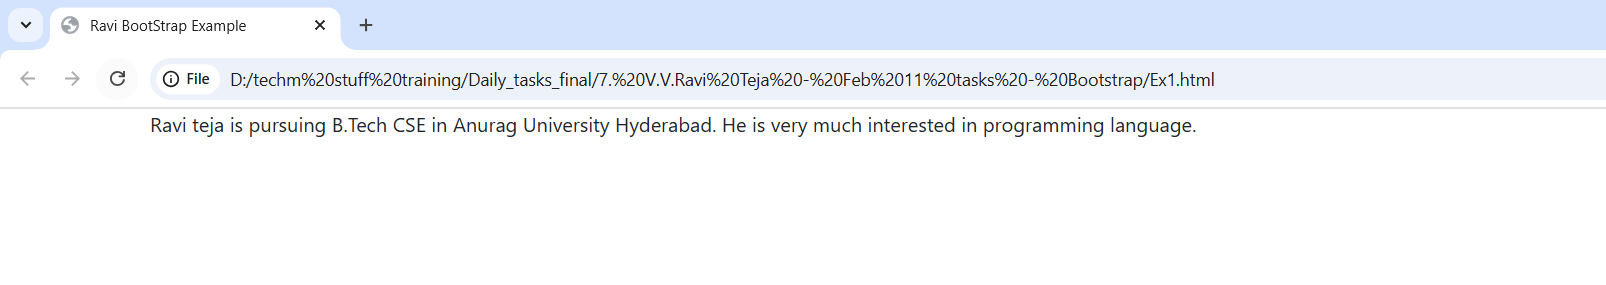 Ravi BootStrap Example
File D:/techm%20stuff%20training/Daily_tasks_final/7.%20V.V.Ravi%20Teja%20-%20Feb%2011%20tasks%20-%20Bootstrap/Ex1.html
Ravi teja is pursuing B.Tech CSE in Anurag University Hyderabad. He is very much interested in programming language.